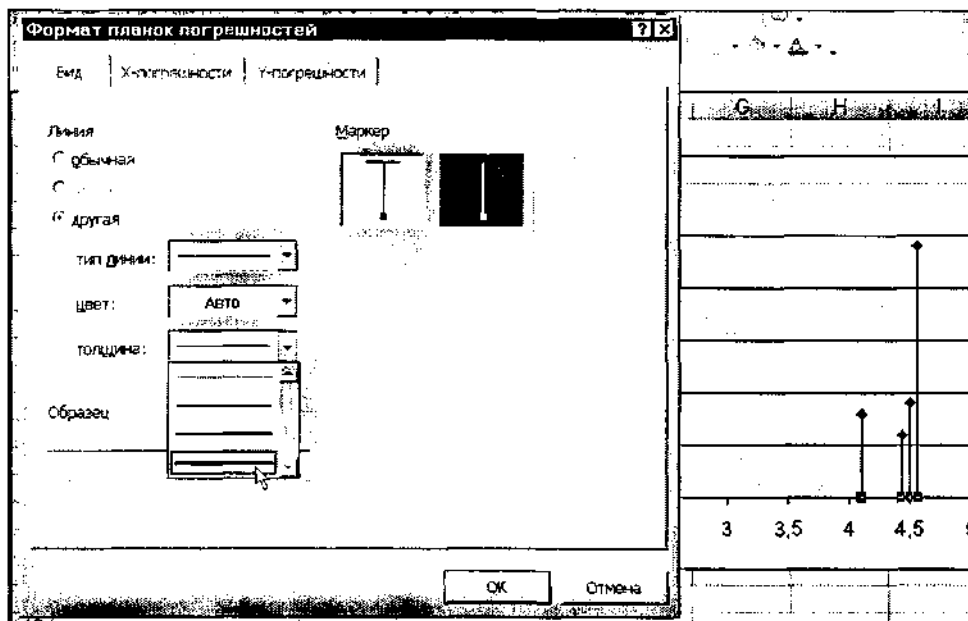 Формат планок погрешностей
Вид X-погрешности Y-погрешности
Линия
обычная
другая
тип линии:
цвет: Авто
толщина:
Образец
Маркер
OK Отмена
G H I
3 3,5 4 4,5